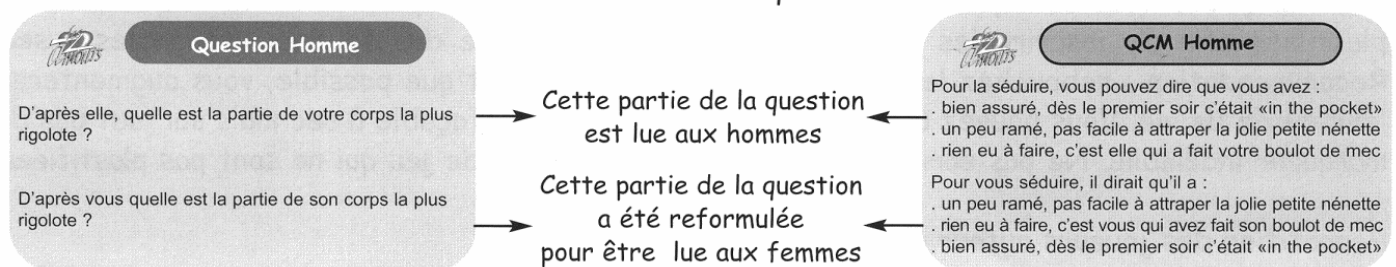 Question Homme
D'après elle, quelle est la partie de votre corps la plus
rigolote ?
D'après vous quelle est la partie de son corps la plus
rigolote ?
Cette partie de la question
est lue aux hommes
Cette partie de la question
a été reformulée
pour être lue aux femmes
QCM Homme
Pour la séduire, vous pouvez dire que vous avez :
. bien assuré, dès le premier soir c'était «in the pocket»
. un peu ramé, pas facile à attraper la jolie petite nénette
. rien eu à faire, c'est elle qui a fait votre boulot de mec
Pour vous séduire, il dirait qu'il a :
. un peu ramé, pas facile à attraper la jolie petite nénette
. rien eu à faire, c'est vous qui avez fait son boulot de mec
. bien assuré, dès le premier soir c'était «in the pocket»